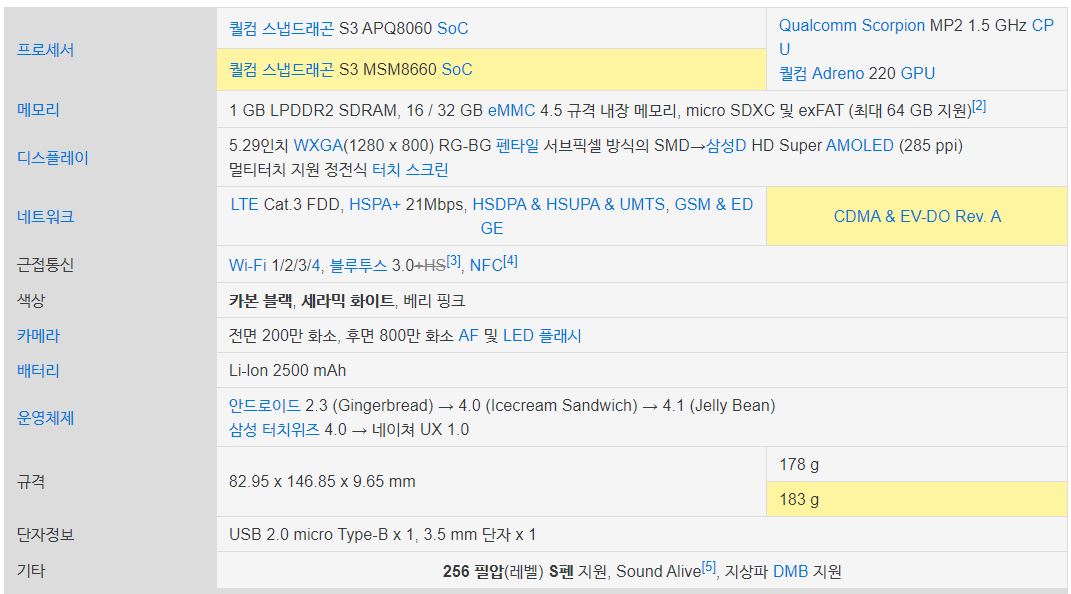 프로세서
퀄컴 스냅드래곤 S3 APQ8060 SoC
퀄컴 스냅드래곤 S3 MSM8660 SoC
Qualcomm Scorpion MP2 1.5 GHz CP
U
퀄컴 Adreno 220 GPU
메모리
1 GB LPDDR2 SDRAM, 16 / 32 GB eMMC 4.5 규격 내장 메모리, micro SDXC 및 exFAT (최대 64 GB 지원)[2]
디스플레이
5.29인치 WXGA(1280 x 800) RG-BG 펜타일 서브픽셀 방식의 SMD→삼성D HD Super AMOLED (285 ppi)
멀티터치 지원 정전식 터치 스크린
네트워크
LTE Cat.3 FDD, HSPA+ 21Mbps, HSDPA & HSUPA & UMTS, GSM & ED
GE
CDMA & EV-DO Rev. A
근접통신
Wi-Fi 1/2/3/4, 블루투스 3.0+HS[3], NFC[4]
색상
카본 블랙, 세라믹 화이트, 베리 핑크
카메라
전면 200만 화소, 후면 800만 화소 AF 및 LED 플래시
배터리
Li-Ion 2500 mAh
운영체제
안드로이드 2.3 (Gingerbread) → 4.0 (Icecream Sandwich) → 4.1 (Jelly Bean)
삼성 터치위즈 4.0 → 네이쳐 UX 1.0
규격
82.95 x 146.85 x 9.65 mm
178 g
183 g
단자정보
USB 2.0 micro Type-B x 1, 3.5 mm 단자 x 1
기타
256 필압(레벨) S펜 지원, Sound Alive[5], 지상파 DMB 지원